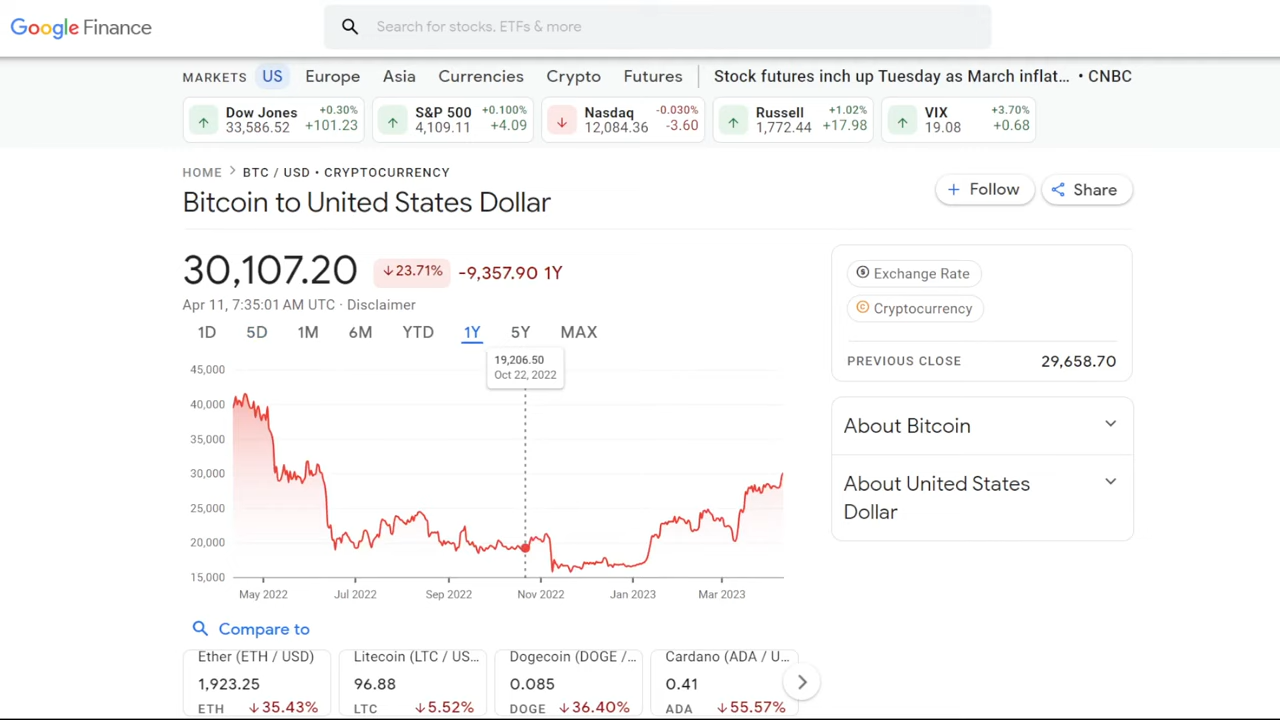 Google Finance
Search for stocks, ETFs & more
MARKETS US Europe Asia Currencies Crypto Futures Stock futures inch up Tuesday as March inflat... • CNBC
Dow Jones +0.30%
33,586.52 +101.23
S&P 500 +0.100%
4,109.11 +4.09
Nasdaq -0.030%
12,084.36 -3.60
Russell +1.02%
1,772.44 +17.98
VIX +3.70%
19.08 +0.68
HOME > BTC / USD • CRYPTOCURRENCY
Bitcoin to United States Dollar
+ Follow
Share
30,107.20 ↓23.71% -9,357.90 1Y
Apr 11, 7:35:01 AM UTC · Disclaimer
1D 5D 1M 6M YTD 1Y 5Y MAX
19,206.50
Oct 22, 2022
45,000
40,000
35,000
30,000
25,000
20,000
15,000
May 2022 Jul 2022 Sep 2022 Nov 2022 Jan 2023 Mar 2023
Exchange Rate
Cryptocurrency
PREVIOUS CLOSE 29,658.70
About Bitcoin
About United States
Dollar
Compare to
Ether (ETH / USD)
1,923.25
ETH ↓35.43%
Litecoin (LTC / US...
96.88
LTC ↓5.52%
Dogecoin (DOGE /...
0.085
DOGE ↓36.40%
Cardano (ADA / U...
0.41
ADA ↓55.57%